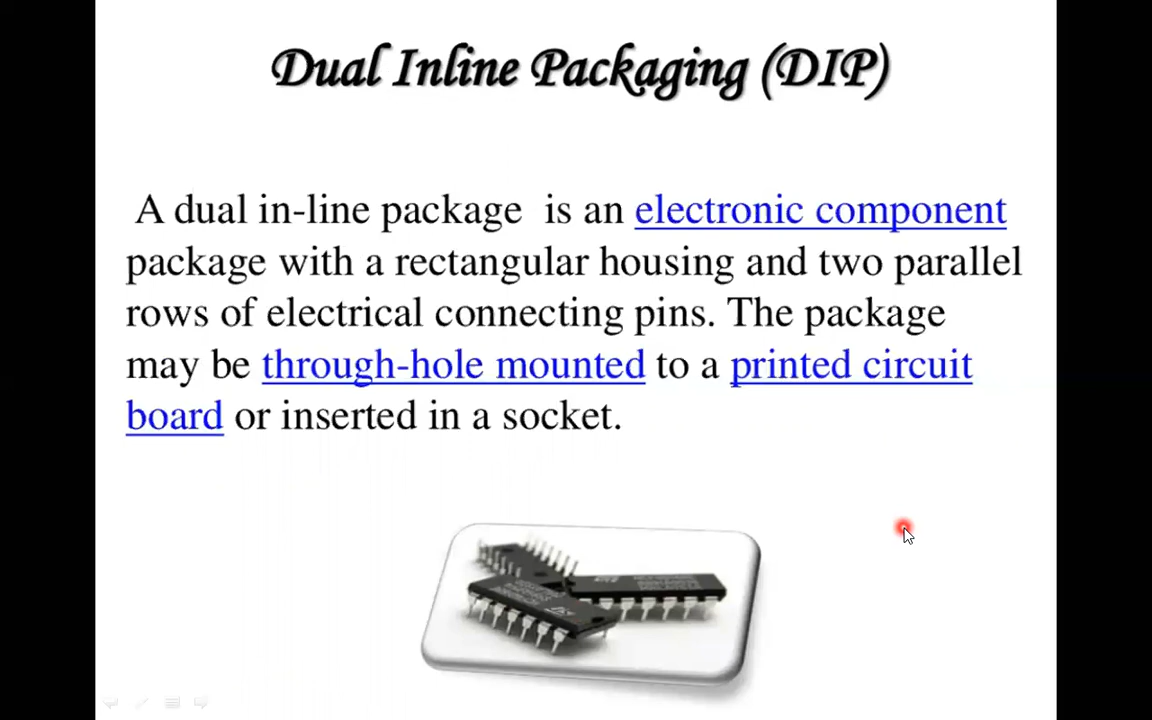 Dual Inline Packaging (DIP)
A dual in-line package is an electronic component
package with a rectangular housing and two parallel
rows of electrical connecting pins. The package
may be through-hole mounted to a printed circuit
board or inserted in a socket.